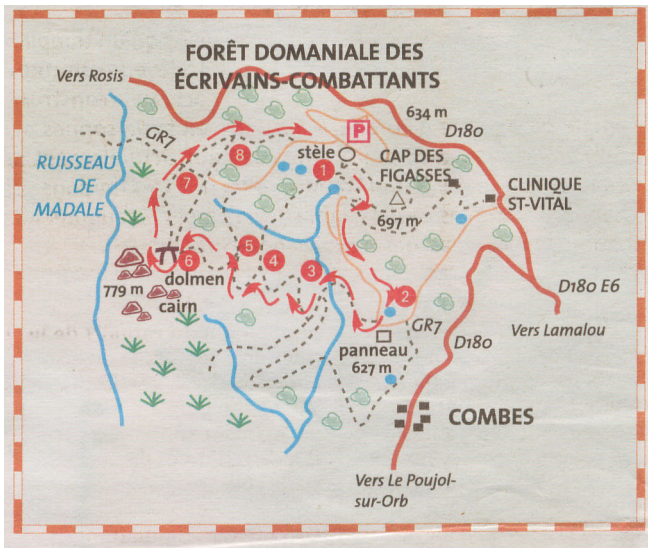 FORÊT DOMANIALE DES
ÉCRIVAINS-COMBATTANTS
Vers Rosis
634 m
D180
GR7
P
stèle
CAP DES
FIGASSES
697 m
CLINIQUE
ST-VITAL
RUISSEAU
DE
MADALE
8
1
7
5
4
3
6
2
dolmen
779 m
cairn
D180 E6
Vers Lamalou
GR7
D180
panneau
627 m
COMBES
Vers Le Poujol-
sur-Orb